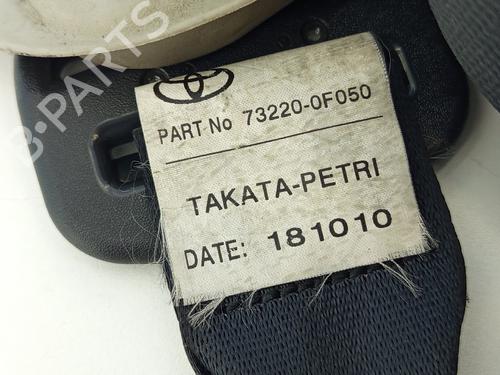 PART No 73220-0F050
TAKATA-PETRI
DATE: 181010
B-PARTS